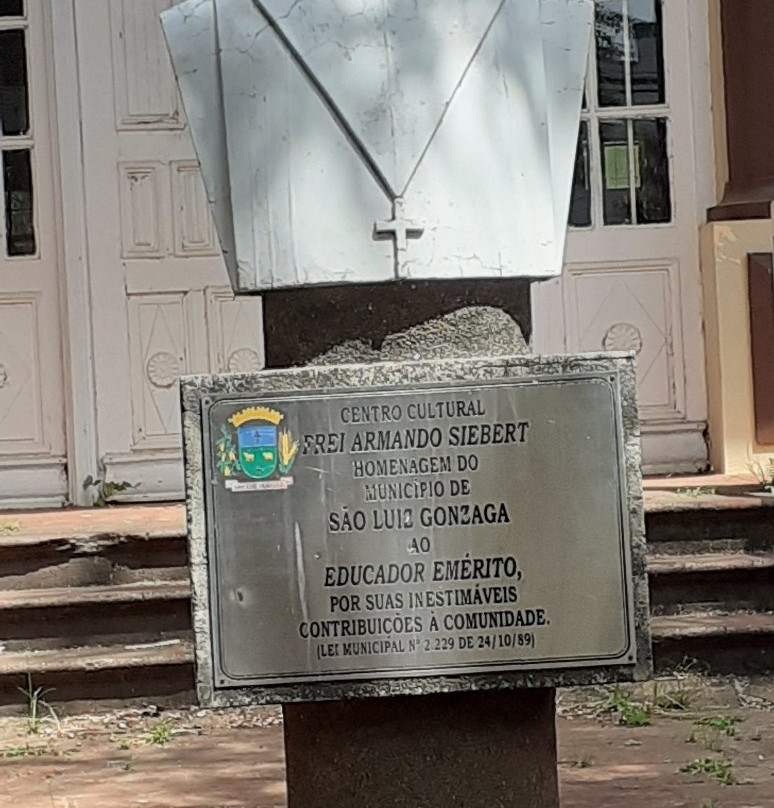 CENTRO CULTURAL
FREI ARMANDO SIEBERT
HOMENAGEM DO
MUNICÍPIO DE
SÃO LUIZ GONZAGA
AO
EDUCADOR EMÉRITO,
POR SUAS INESTIMÁVEIS
CONTRIBUIÇÕES À COMUNIDADE.
(LEI MUNICIPAL Nº 2.229 DE 24/10/89)